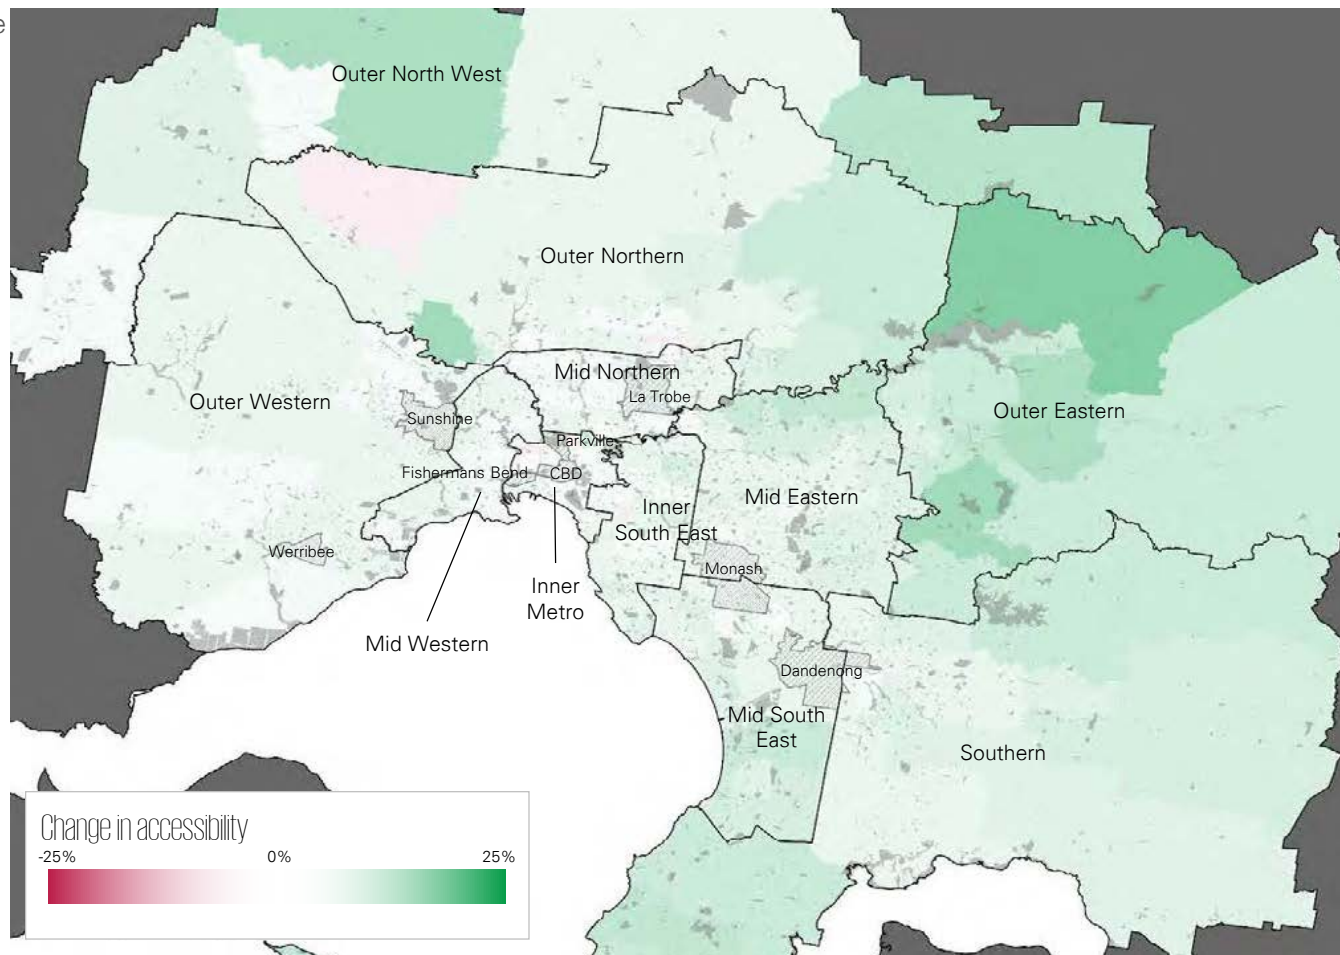 e
Outer North West
Outer Northern
Mid Northern
La Trobe
Outer Western
Sunshine
Outer Eastern
Parkville
Fishermans Bend
CBD
Mid Eastern
Inner
South East
Werribee
Monash
Inner
Metro
Mid Western
Dandenong
Mid South
East
Southern
Change in accessibility
-25%
0%
25%